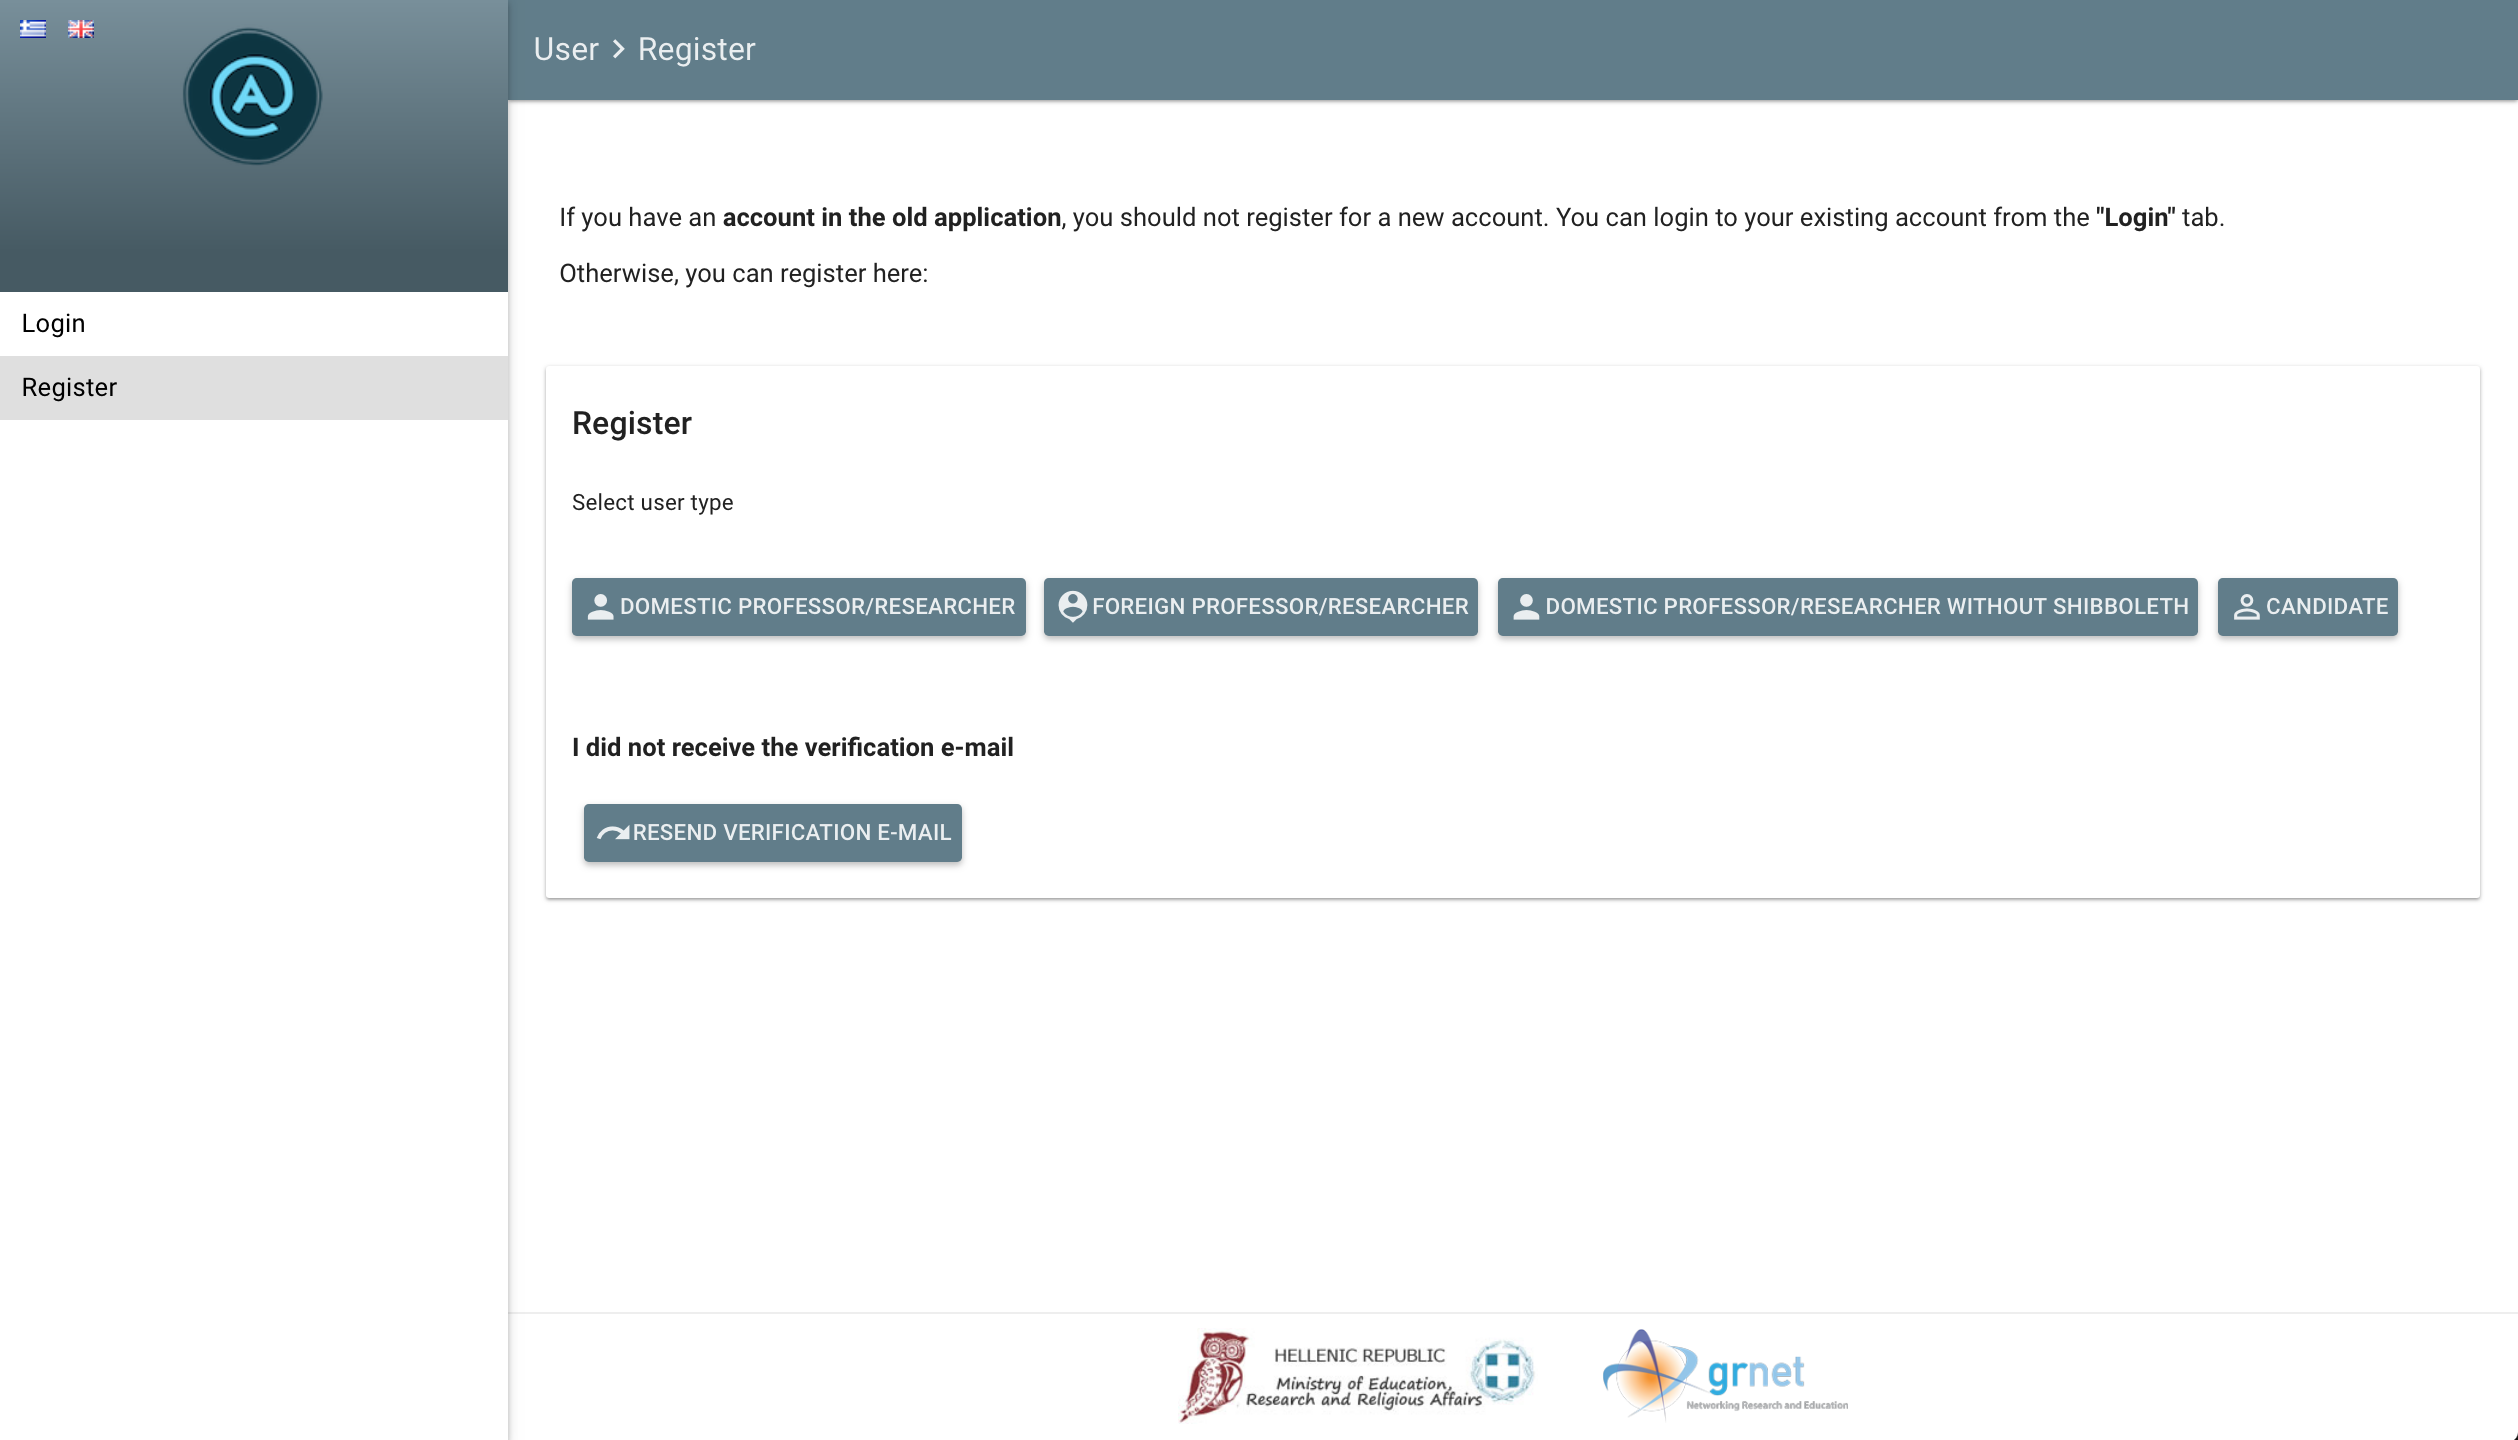 User > Register
Login
Register
If you have an account in the old application, you should not register for a new account. You can login to your existing account from the "Login" tab.
Otherwise, you can register here:
Register
Select user type
DOMESTIC PROFESSOR/RESEARCHER
FOREIGN PROFESSOR/RESEARCHER
DOMESTIC PROFESSOR/RESEARCHER WITHOUT SHIBBOLETH
CANDIDATE
I did not receive the verification e-mail
RESEND VERIFICATION E-MAIL
HELLENIC REPUBLIC
Ministry of Education,
Research and Religious Affairs
grnet
Networking Research and Education